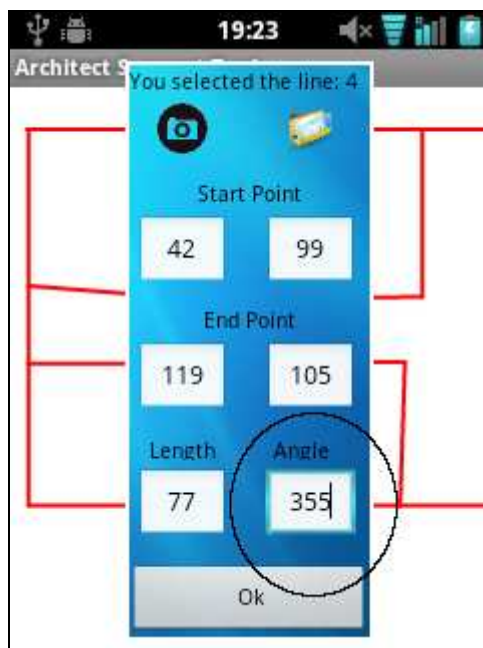 19:23
Architect S
You selected the line: 4
Start Point
42 99
End Point
119 105
Length Angle
77 355
Ok